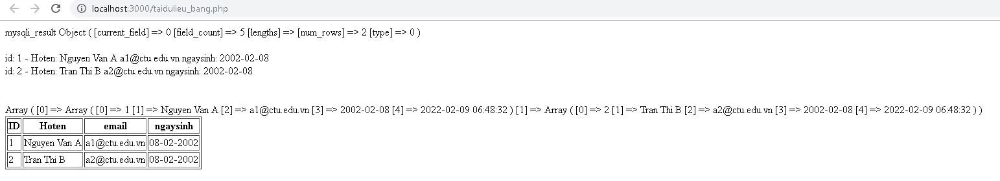 localhost:3000/taidulieu_bang.php
mysqli_result Object ( [current_field] => 0 [field_count] => 5 [lengths] => [num_rows] => 2 [type] => 0 )
id: 1 - Hoten: Nguyen Van A a1@ctu.edu.vn ngaysinh: 2002-02-08
id: 2 - Hoten: Tran Thi B a2@ctu.edu.vn ngaysinh: 2002-02-08
Array ( [0] => Array ( [0] => 1 [1] => Nguyen Van A [2] => a1@ctu.edu.vn [3] => 2002-02-08 [4] => 2022-02-09 06:48:32 ) [1] => Array ( [0] => 2 [1] => Tran Thi B [2] => a2@ctu.edu.vn [3] => 2002-02-08 [4] => 2022-02-09 06:48:32 ) )
ID Hoten email ngaysinh
1 Nguyen Van A a1@ctu.edu.vn 08-02-2002
2 Tran Thi B a2@ctu.edu.vn 08-02-2002